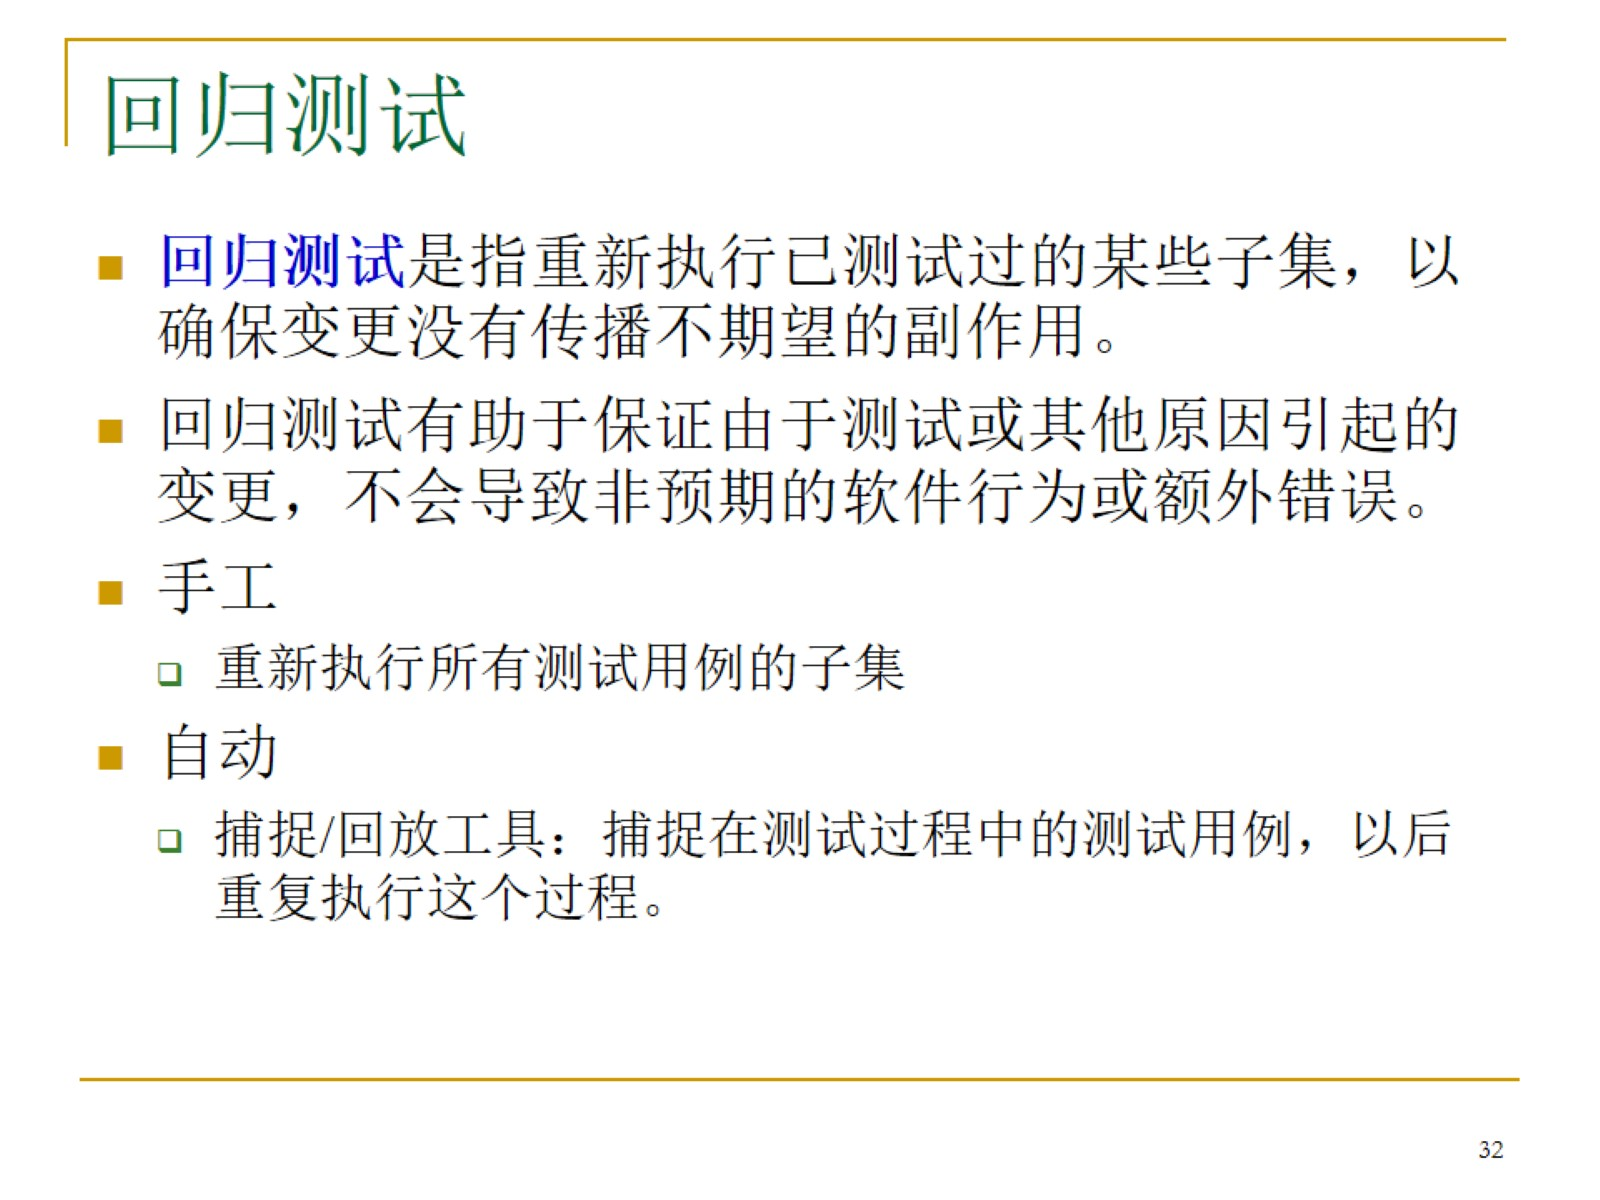 回归测试
回归测试是指重新执行已测试过的某些子集，以
确保变更没有传播不期望的副作用。
回归测试有助于保证由于测试或其他原因引起的
变更，不会导致非预期的软件行为或额外错误。
手工
重新执行所有测试用例的子集
自动
捕捉/回放工具：捕捉在测试过程中的测试用例，以后
重复执行这个过程。
32